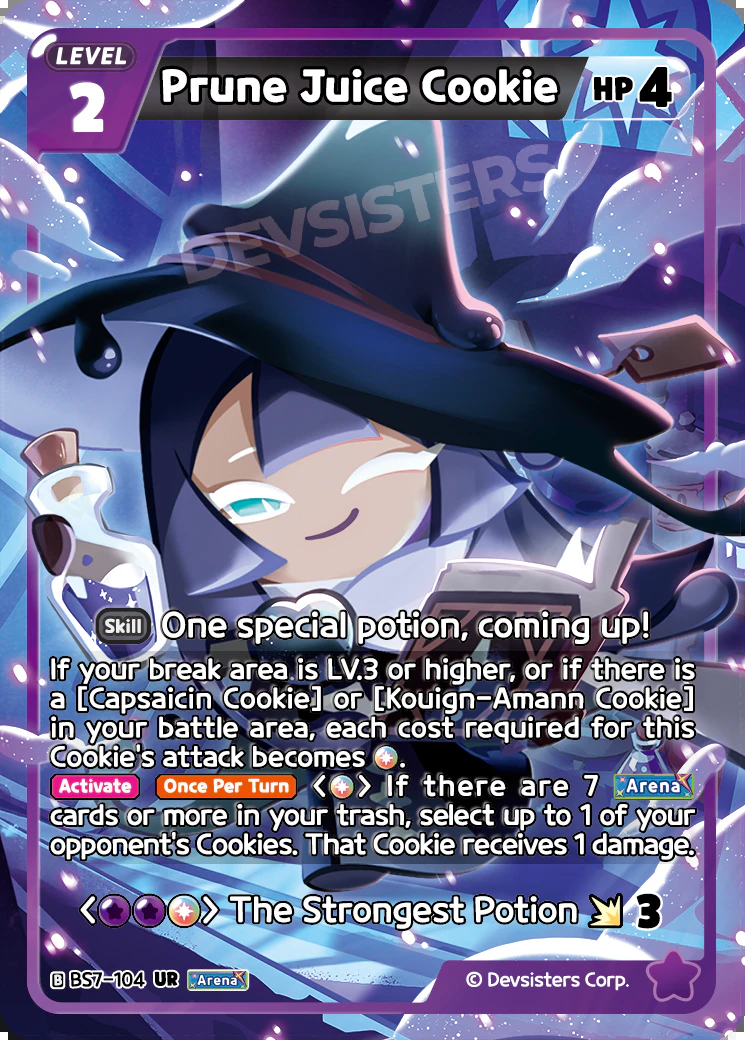 LEVEL
2
Prune Juice Cookie
HP 4
DEVSISTERS
Skill One special potion, coming up!
If your break area is LV.3 or higher, or if there is
a [Capsaicin Cookie] or [Kouign-Amann Cookie]
in your battle area, each cost required for this
Cookie's attack becomes .
Activate Once Per Turn < > If there are 7 Arena
cards or more in your trash, select up to 1 of your
opponent's Cookies. That Cookie receives 1 damage.
< > The Strongest Potion 3
B BS7-104 UR Arena
© Devsisters Corp.